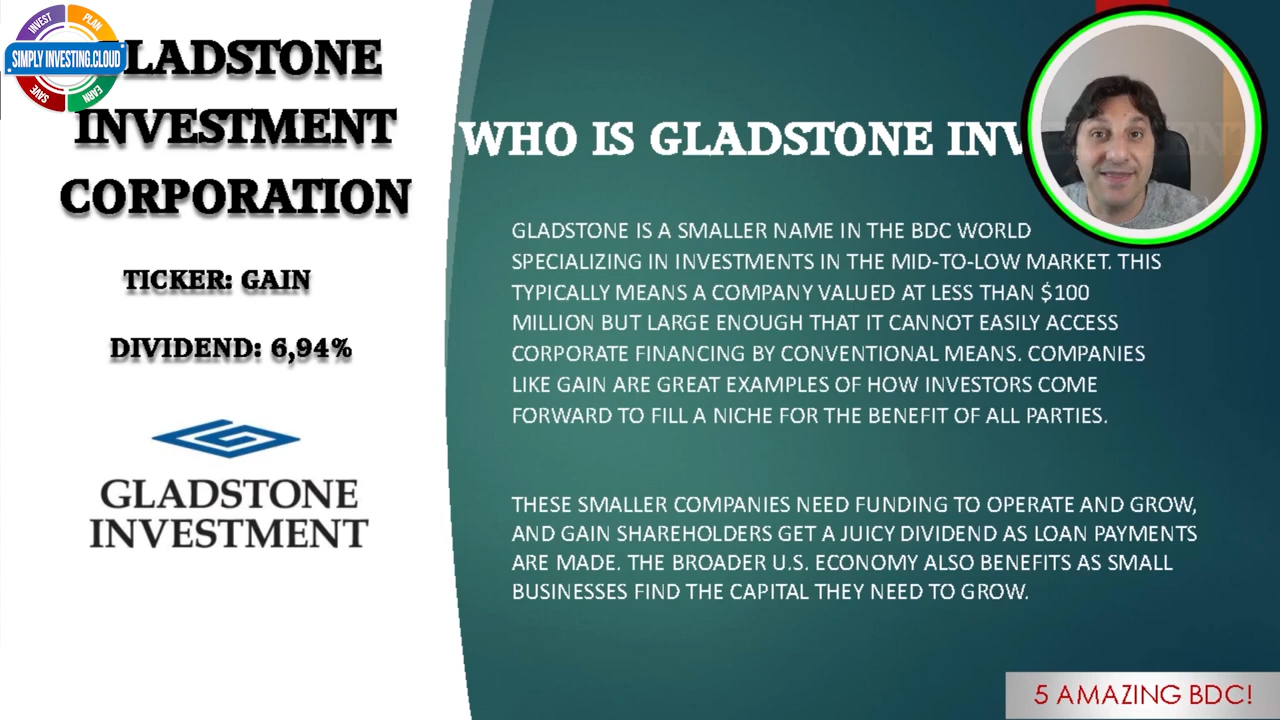 INVEST
PLAN
SIMPLY INVESTING.CLOUD
SAVE
EARN
GLADSTONE
INVESTMENT
CORPORATION
TICKER: GAIN
DIVIDEND: 6,94%
GLADSTONE
INVESTMENT
WHO IS GLADSTONE INV
GLADSTONE IS A SMALLER NAME IN THE BDC WORLD
SPECIALIZING IN INVESTMENTS IN THE MID-TO-LOW MARKET. THIS
TYPICALLY MEANS A COMPANY VALUED AT LESS THAN $100
MILLION BUT LARGE ENOUGH THAT IT CANNOT EASILY ACCESS
CORPORATE FINANCING BY CONVENTIONAL MEANS. COMPANIES
LIKE GAIN ARE GREAT EXAMPLES OF HOW INVESTORS COME
FORWARD TO FILL A NICHE FOR THE BENEFIT OF ALL PARTIES.
THESE SMALLER COMPANIES NEED FUNDING TO OPERATE AND GROW,
AND GAIN SHAREHOLDERS GET A JUICY DIVIDEND AS LOAN PAYMENTS
ARE MADE. THE BROADER U.S. ECONOMY ALSO BENEFITS AS SMALL
BUSINESSES FIND THE CAPITAL THEY NEED TO GROW.
5 AMAZING BDC!